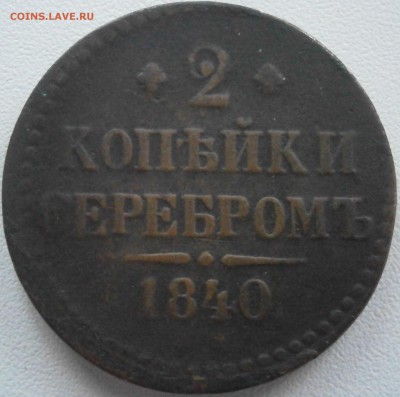 COINS.LAVE.RU
2
КОПѢЙКИ
СЕРЕБРОМЪ
1840